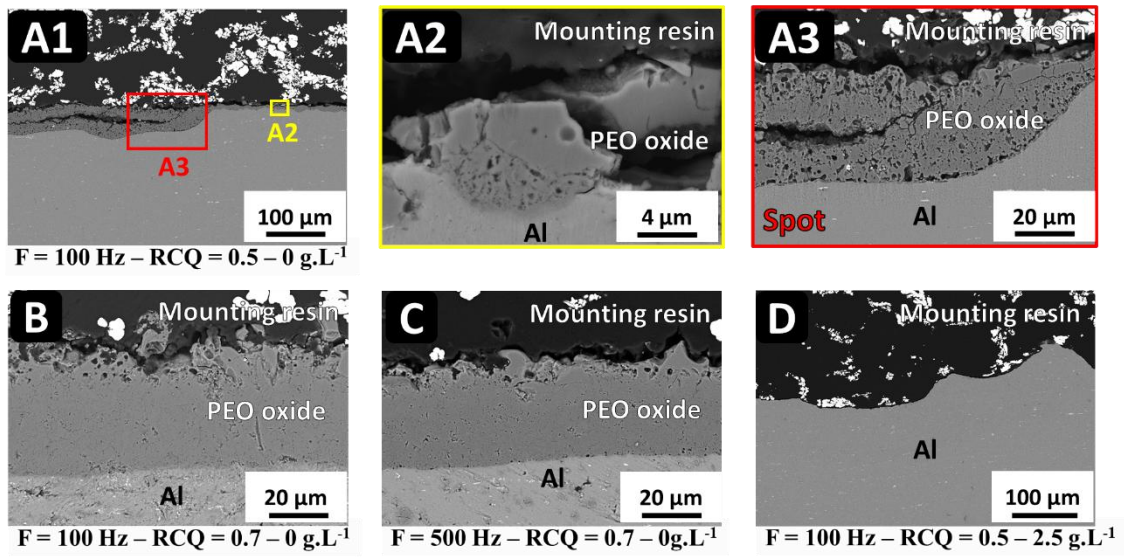 A1
A2
A3
100 µm
F = 100 Hz – RCQ = 0.5 – 0 g.L-1
A2
Mounting resin
PEO oxide
Al
4 µm
A3
Mounting resin
PEO oxide
Spot
Al
20 µm
B
Mounting resin
PEO oxide
Al
20 µm
F = 100 Hz – RCQ = 0.7 – 0 g.L-1
C
Mounting resin
PEO oxide
Al
20 µm
F = 500 Hz – RCQ = 0.7 – 0g.L-1
D
Mounting resin
Al
100 µm
F = 100 Hz – RCQ = 0.5 – 2.5 g.L-1